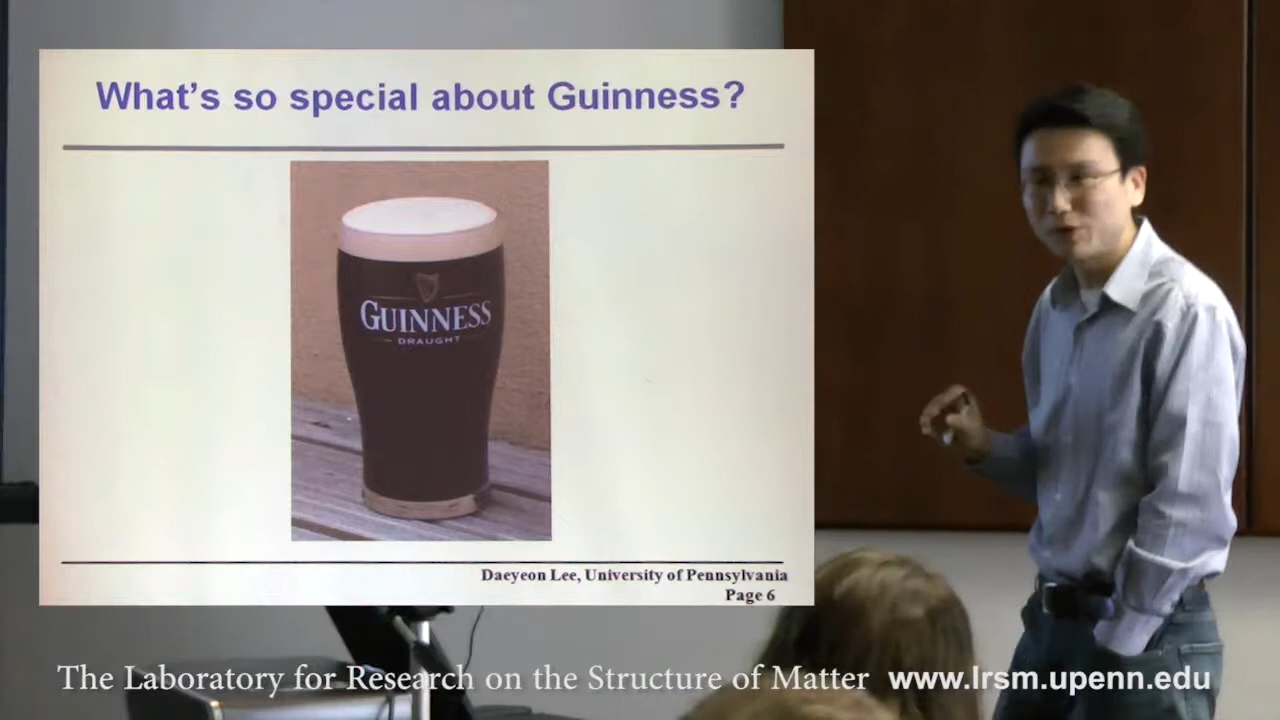 What's so special about Guinness?
GUINNESS
DRAUGHT
Daeyeon Lee, University of Pennsylvania
Page 6
The Laboratory for Research on the Structure of Matter www.lrsm.upenn.edu